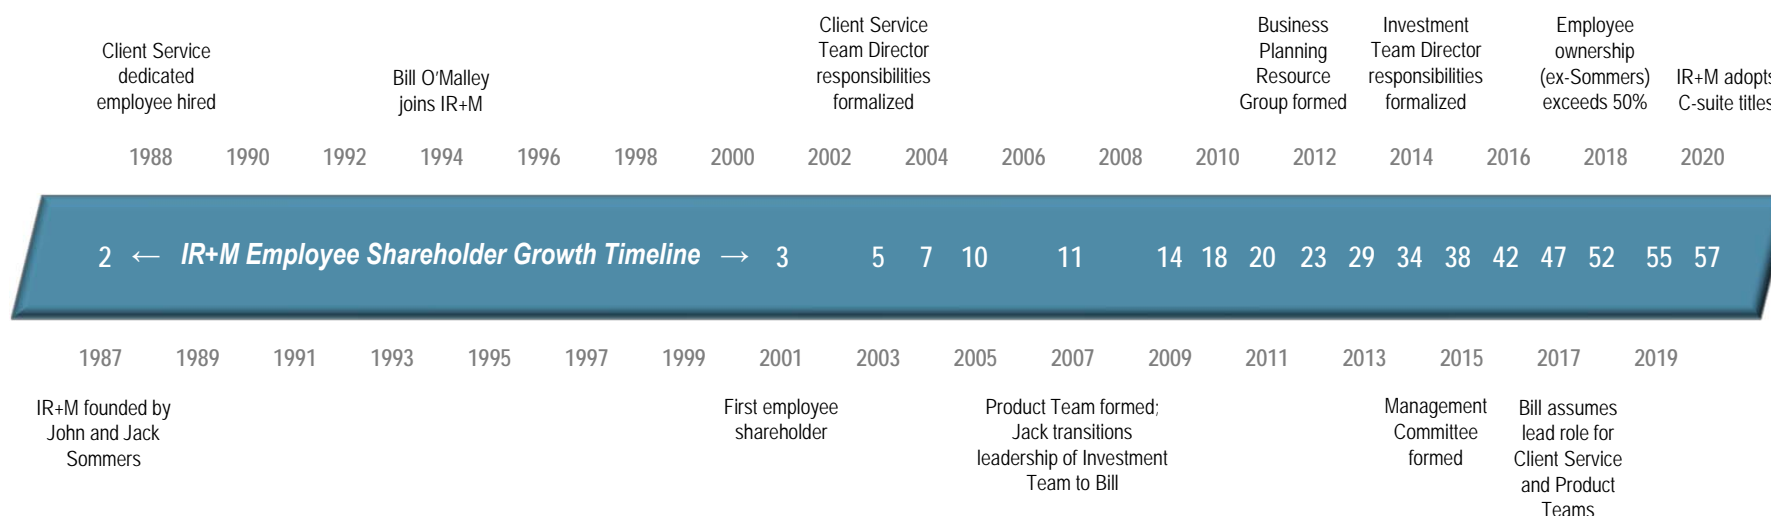 Client Service
dedicated
employee hired
Bill O'Malley
joins IR+M
Client Service
Team Director
responsibilities
formalized
Business
Planning
Resource
Group formed
Investment
Team Director
responsibilities
formalized
Employee
ownership
(ex-Sommers)
exceeds 50%
IR+M adopts
C-suite titles
1988 1990 1992 1994 1996 1998 2000 2002 2004 2006 2008 2010 2012 2014 2016 2018 2020
2 ← IR+M Employee Shareholder Growth Timeline → 3 5 7 10 11 14 18 20 23 29 34 38 42 47 52 55 57
1987 1989 1991 1993 1995 1997 1999 2001 2003 2005 2007 2009 2011 2013 2015 2017 2019
IR+M founded by
John and Jack
Sommers
First employee
shareholder
Product Team formed;
Jack transitions
leadership of Investment
Team to Bill
Management
Committee
formed
Bill assumes
lead role for
Client Service
and Product
Teams